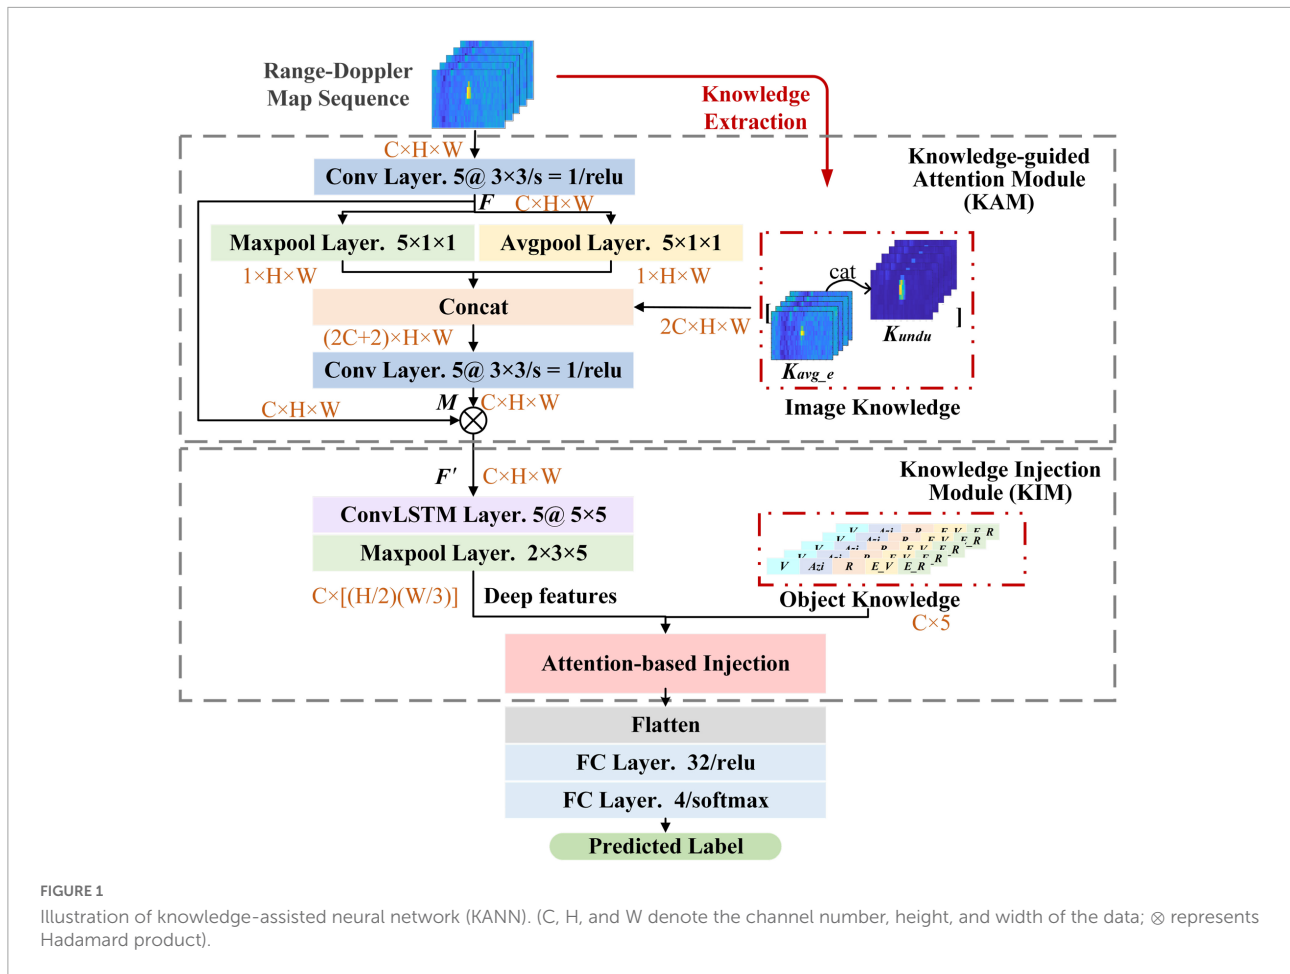 Range-Doppler
Map Sequence
Knowledge
Extraction
C×H×W
Knowledge-guided
Attention Module
(KAM)
Conv Layer. 5@ 3×3/s = 1/relu
F C×H×W
Maxpool Layer. 5×1×1
Avgpool Layer. 5×1×1
1×H×W
1×H×W
cat
Concat
[ ]
2C×H×W
Kundu
(2C+2)×H×W
Conv Layer. 5@ 3×3/s = 1/relu
Kavg_e
M C×H×W
C×H×W
Image Knowledge
Knowledge Injection
Module (KIM)
F' C×H×W
ConvLSTM Layer. 5@ 5×5
Maxpool Layer. 2×3×5
V Azi R E_V E_R
C×[(H/2)(W/3)]
Deep features
Object Knowledge
C×5
Attention-based Injection
Flatten
FC Layer. 32/relu
FC Layer. 4/softmax
Predicted Label
FIGURE 1
Illustration of knowledge-assisted neural network (KANN). (C, H, and W denote the channel number, height, and width of the data; ⊗ represents
Hadamard product).